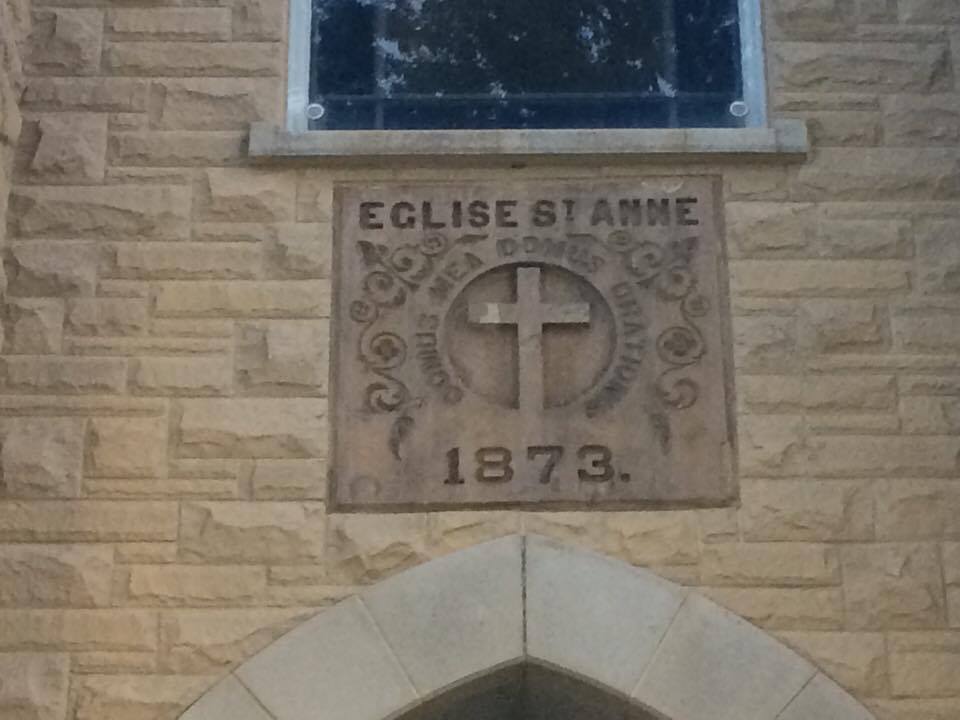 EGLISE ST ANNE
DOMUS MEA DOMUS ORATIONIS
1873.